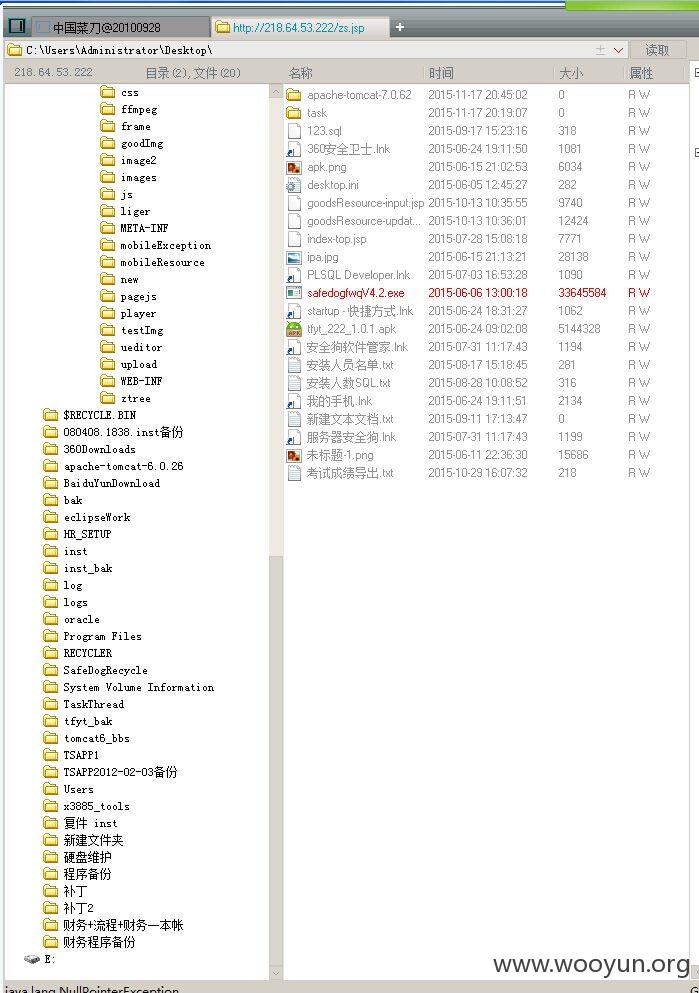 中国菜刀@20100928 http://218.64.53.222/zs.jsp
C:\Users\Administrator\Desktop\ 读取
218.64.53.222 目录(2),文件(20) 名称 时间 大小 属性
css
ffmpeg
frame
goodImg
image2
images
js
liger
META-INF
mobileException
mobileResource
new
pagejs
player
testImg
ueditor
upload
WEB-INF
ztree
$RECYCLE.BIN
080408.1838.inst备份
360Downloads
apache-tomcat-6.0.26
BaiduYunDownload
bak
eclipseWork
HR_SETUP
inst
inst_bak
log
logs
oracle
Program Files
RECYCLER
SafeDogRecycle
System Volume Information
TaskThread
tfyt_bak
tomcat6_bbs
TSAPP1
TSAPP2012-02-03备份
Users
x3885_tools
复件 inst
新建文件夹
硬盘维护
程序备份
补丁
补丁2
财务+流程+财务一本帐
财务程序备份
E:
apache-tomcat-7.0.62 2015-11-17 20:45:02 0 R W
task 2015-11-17 20:19:07 0 R W
123.sql 2015-09-17 15:23:16 318 R W
360安全卫士.lnk 2015-06-24 19:11:50 1081 R W
apk.png 2015-06-15 21:02:53 6034 R W
desktop.ini 2015-06-05 12:45:27 282 R W
goodsResource-input.jsp 2015-10-13 10:35:55 9740 R W
goodsResource-updat... 2015-10-13 10:36:01 12424 R W
index-top.jsp 2015-07-28 15:08:18 7771 R W
ipa.jpg 2015-06-15 21:13:21 28138 R W
PLSQL Developer.lnk 2015-07-03 16:53:28 1090 R W
safedogfwqV4.2.exe 2015-06-06 13:00:18 33645584 R W
startup - 快捷方式.lnk 2015-06-24 18:31:27 1062 R W
tfyt_222_1.0.1.apk 2015-06-24 09:02:08 5144328 R W
安全狗软件管家.lnk 2015-07-31 11:17:43 1194 R W
安装人员名单.txt 2015-08-17 15:18:45 281 R W
安装人数SQL.txt 2015-08-28 10:08:52 316 R W
我的手机.lnk 2015-06-24 19:11:51 2134 R W
新建文本文档.txt 2015-09-11 17:13:47 0 R W
服务器安全狗.lnk 2015-07-31 11:17:43 1199 R W
未标题-1.png 2015-06-11 22:36:30 15686 R W
考试成绩导出.txt 2015-10-29 16:07:32 218 R W
www.wooyun.org
java.lang.NullPointerException